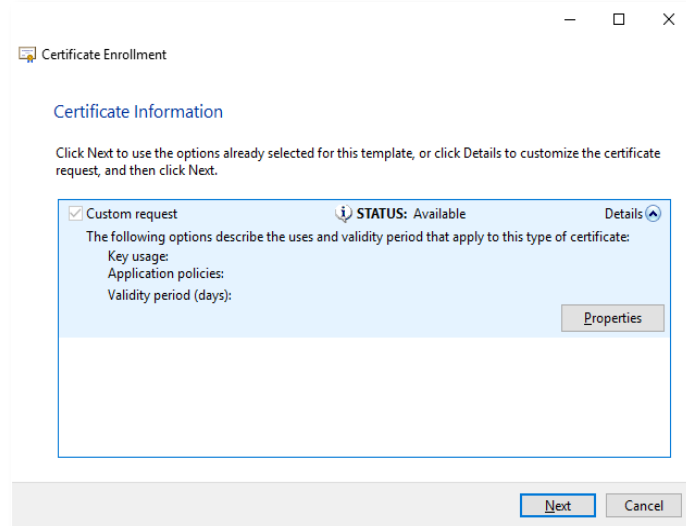 Certificate Enrollment
Certificate Information
Click Next to use the options already selected for this template, or click Details to customize the certificate
request, and then click Next.
Custom request STATUS: Available Details
The following options describe the uses and validity period that apply to this type of certificate:
Key usage:
Application policies:
Validity period (days):
Properties
Next Cancel